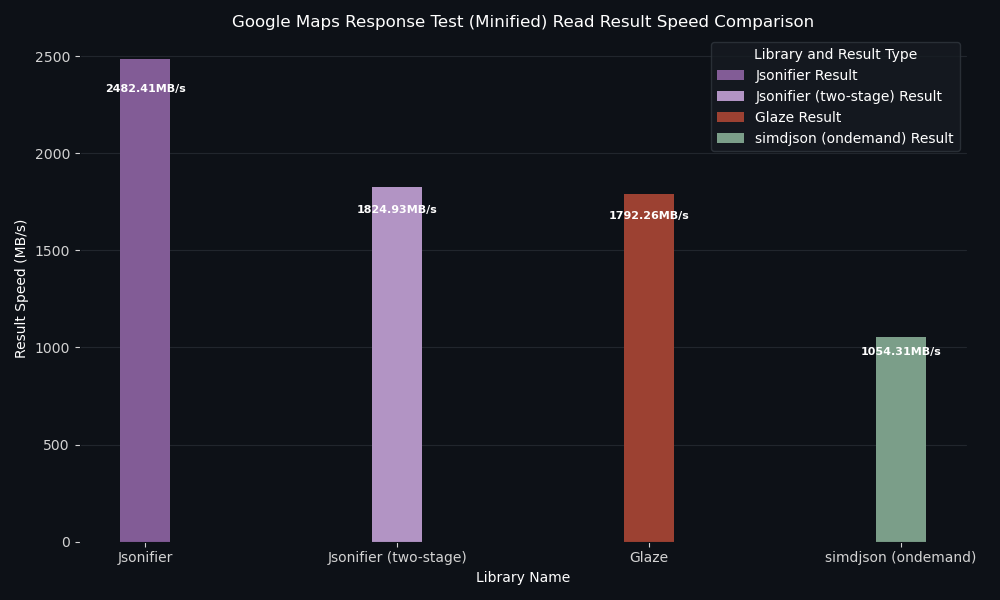 Google Maps Response Test (Minified) Read Result Speed Comparison
Library and Result Type
Jsonifier Result
Jsonifier (two-stage) Result
Glaze Result
simdjson (ondemand) Result
Result Speed (MB/s)
2500
2000
1500
1000
500
0
2482.41MB/s
1824.93MB/s
1792.26MB/s
1054.31MB/s
Jsonifier
Jsonifier (two-stage)
Glaze
simdjson (ondemand)
Library Name